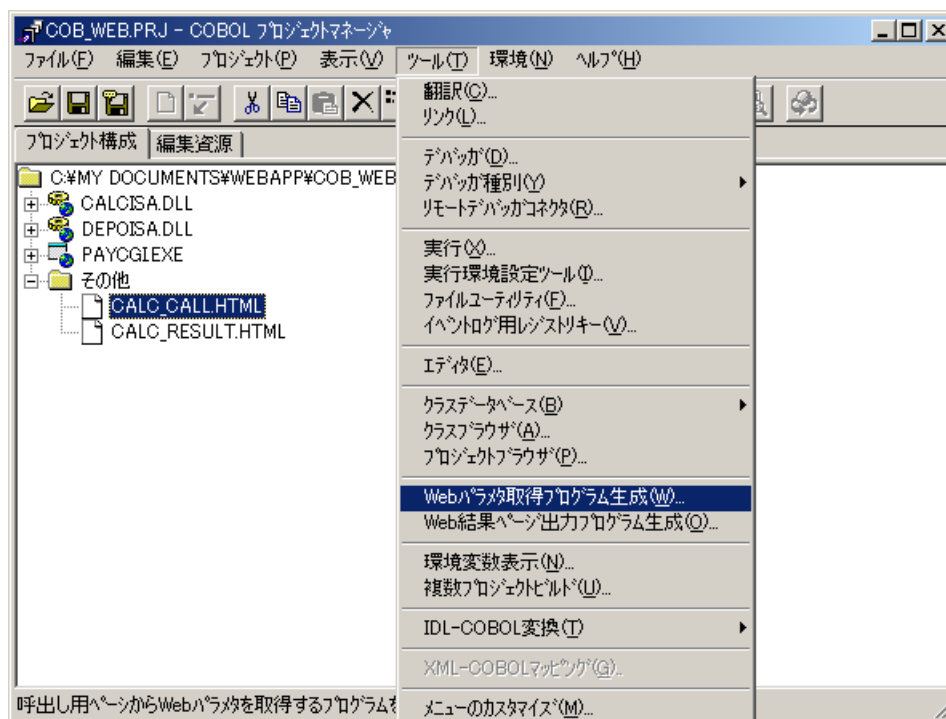 COB_WEB.PRJ - COBOL ﾌﾟﾛｼﾞｪｸﾄﾏﾈｰｼﾞｬ
ﾌｧｲﾙ(F) 編集(E) ﾌﾟﾛｼﾞｪｸﾄ(P) 表示(V) ﾂｰﾙ(T) 環境(N) ﾍﾙﾌﾟ(H)
ﾌﾟﾛｼﾞｪｸﾄ構成 編集資源
C:¥MY DOCUMENTS¥WEBAPP¥COB_WEB
CALCISA.DLL
DEPOISA.DLL
PAYCGI.EXE
その他
CALC_CALL.HTML
CALC_RESULT.HTML
翻訳(C)...
ﾘﾝｸ(L)...
ﾃﾞﾊﾞｯｶﾞ(D)...
ﾃﾞﾊﾞｯｶﾞ種別(Y)
ﾘﾓｰﾄﾃﾞﾊﾞｯｶﾞｺﾈｸﾀ(R)...
実行(X)...
実行環境設定ﾂｰﾙ(I)...
ﾌｧｲﾙﾕｰﾃｨﾘﾃｨ(F)...
ｲﾍﾞﾝﾄﾛｸﾞ用ﾚｼﾞｽﾄﾘｷｰ(V)...
ｴﾃﾞｨﾀ(E)...
ｸﾗｽﾃﾞｰﾀﾍﾞｰｽ(B)
ｸﾗｽﾌﾞﾗｳｻﾞ(A)...
ﾌﾟﾛｼﾞｪｸﾄﾌﾞﾗｳｻﾞ(P)...
Webﾊﾟﾗﾒﾀ取得ﾌﾟﾛｸﾞﾗﾑ生成(W)...
Web結果ﾍﾟｰｼﾞ出力ﾌﾟﾛｸﾞﾗﾑ生成(O)...
環境変数表示(N)...
複数ﾌﾟﾛｼﾞｪｸﾄﾋﾞﾙﾄﾞ(U)...
IDL-COBOL変換(T)
XML-COBOLﾏｯﾋﾟﾝｸﾞ(G)...
ﾒﾆｭｰのｶｽﾀﾏｲｽﾞ(M)...
呼出し用ﾍﾟｰｼﾞからWebﾊﾟﾗﾒﾀを取得するﾌﾟﾛｸﾞﾗﾑを